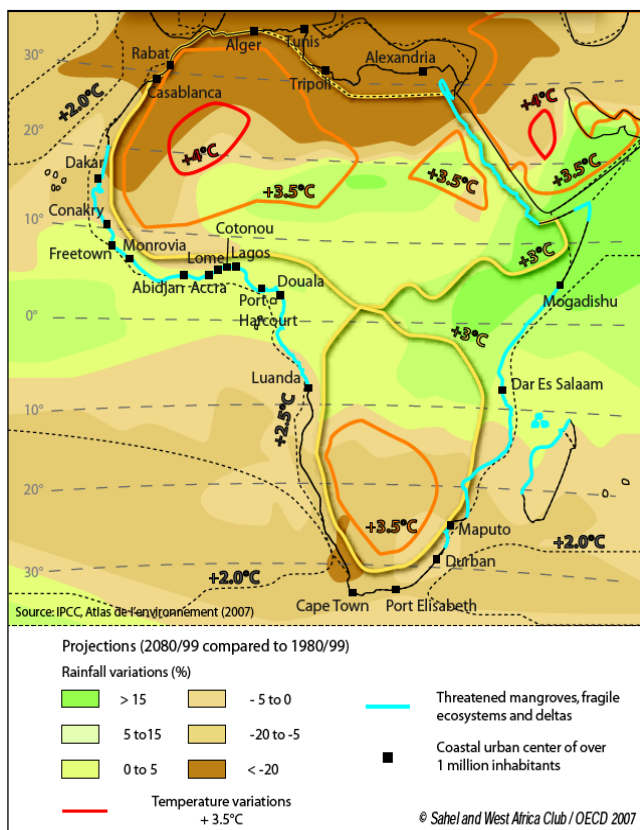 30°
Rabat
Alger
Tunis
Alexandria
Tripoli
Casablanca
+2.0°C
+4°C
+4°C
20°
Dakar
+3.5°C
+3.5°C
+3.5°C
10°
Conakry
Cotonou
Freetown
Monrovia
Lome
Lagos
+3°C
Abidjan
Accra
Douala
Port
Harcourt
Mogadishu
0°
+3°C
Luanda
Dar Es Salaam
10°
+2.5°C
20°
+3.5°C
Maputo
+2.0°C
Durban
30°
+2.0°C
Cape Town
Port Elisabeth
Source: IPCC, Atlas de l'environnement (2007)
Projections (2080/99 compared to 1980/99)
Rainfall variations (%)
> 15
- 5 to 0
Threatened mangroves, fragile
ecosystems and deltas
5 to15
-20 to -5
0 to 5
< -20
Coastal urban center of over
1 million inhabitants
Temperature variations
+ 3.5°C
© Sahel and West Africa Club / OECD 2007